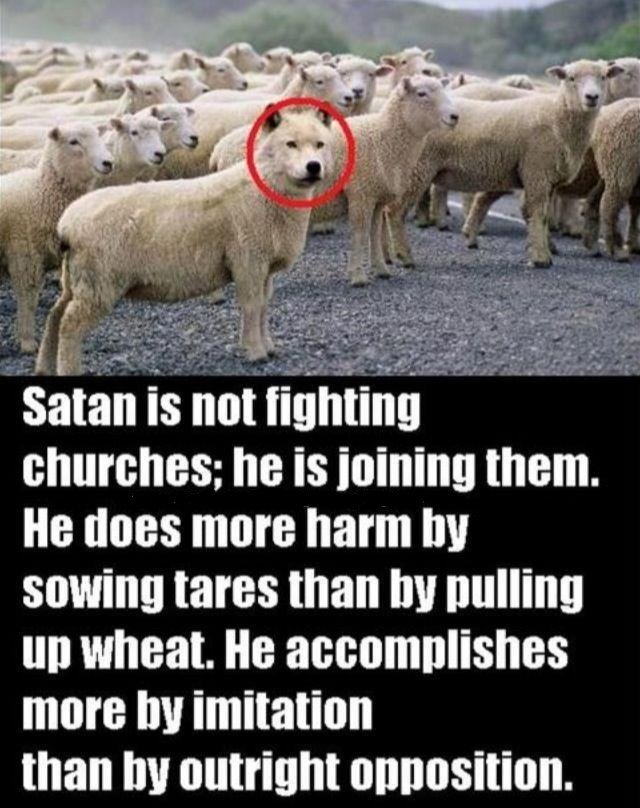 Satan is not fighting
churches; he is joining them.
He does more harm by
sowing tares than by pulling
up wheat. He accomplishes
more by imitation
than by outright opposition.